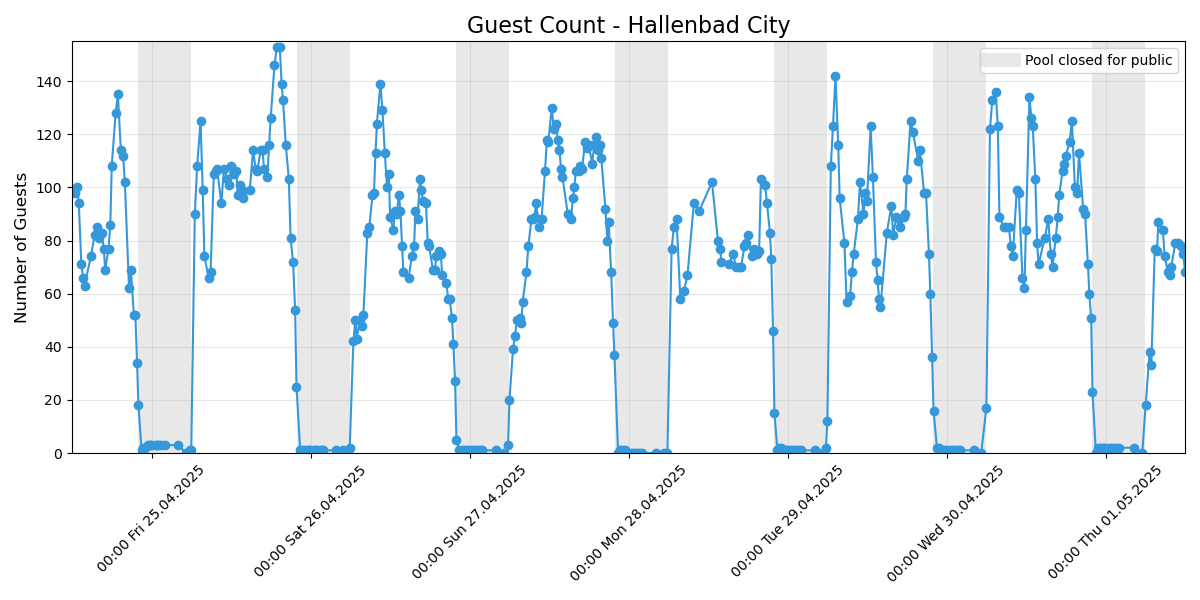 Guest Count - Hallenbad City
Pool closed for public
Number of Guests
140
120
100
80
60
40
20
0
00:00 Fri 25.04.2025
00:00 Sat 26.04.2025
00:00 Sun 27.04.2025
00:00 Mon 28.04.2025
00:00 Tue 29.04.2025
00:00 Wed 30.04.2025
00:00 Thu 01.05.2025